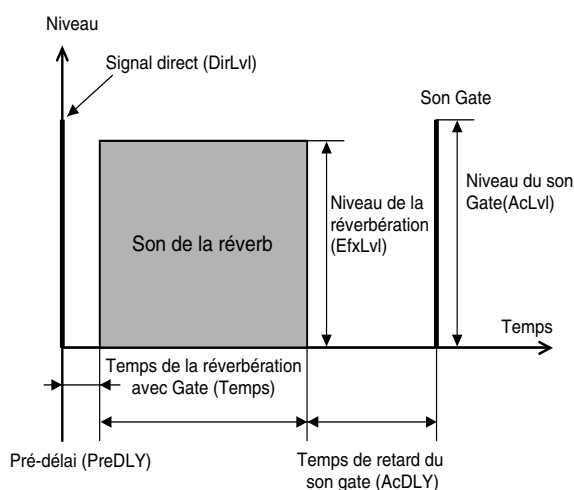 Niveau
Signal direct (DirLvl)
Son Gate
Niveau de la
réverbération
(EfxLvl)
Niveau du son
Gate(AcLvl)
Son de la réverb
Temps
Temps de la réverbération
avec Gate (Temps)
Pré-délai (PreDLY)
Temps de retard du
son gate (AcDLY)